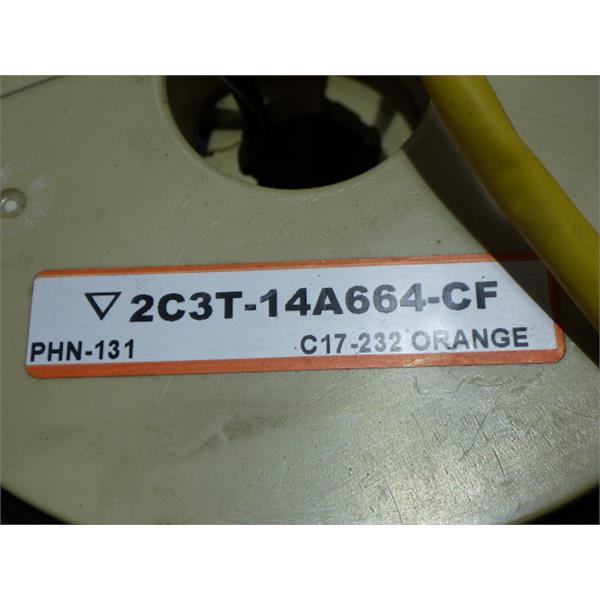 ▽ 2C3T-14A664-CF
PHN-131 C17-232 ORANGE